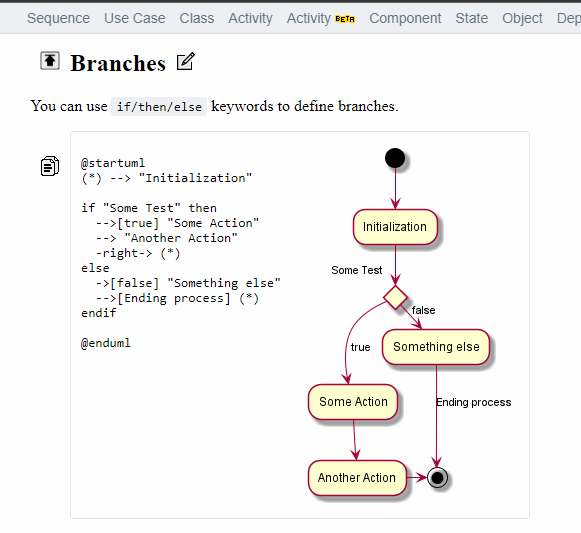 Sequence Use Case Class Activity Activity BETA Component State Object Dep
Branches
You can use if/then/else keywords to define branches.
@startuml
(*) --> "Initialization"
if "Some Test" then
-->[true] "Some Action"
--> "Another Action"
-right-> (*)
else
->[false] "Something else"
-->[Ending process] (*)
endif
@enduml
Initialization
Some Test
false
true
Something else
Some Action
Ending process
Another Action